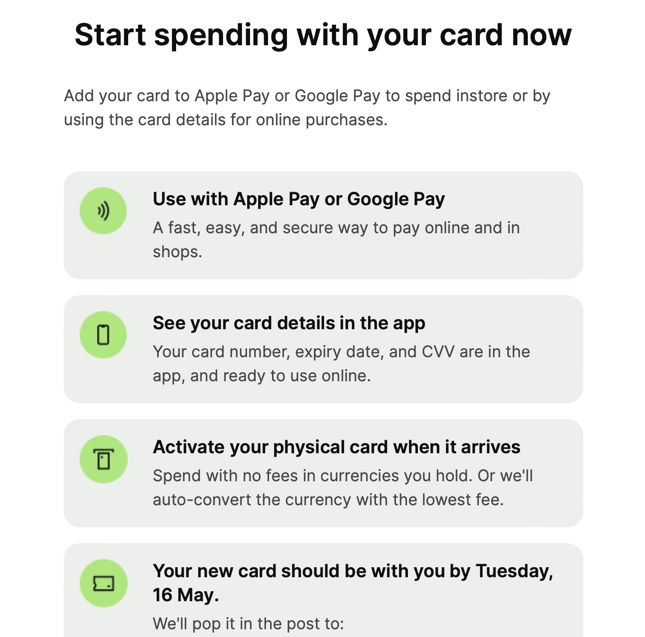 Start spending with your card now
Add your card to Apple Pay or Google Pay to spend instore or by
using the card details for online purchases.
Use with Apple Pay or Google Pay
A fast, easy, and secure way to pay online and in
shops.
See your card details in the app
Your card number, expiry date, and CVV are in the
app, and ready to use online.
Activate your physical card when it arrives
Spend with no fees in currencies you hold. Or we'll
auto-convert the currency with the lowest fee.
Your new card should be with you by Tuesday,
16 May.
We'll pop it in the post to: